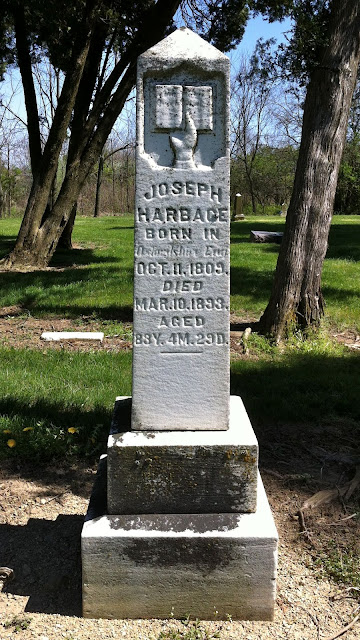 JOSEPH
HARBAGE
BORN IN
OCT. 11, 1809.
DIED
MAR. 10, 1893.
AGED
83Y. 4M. 29D.